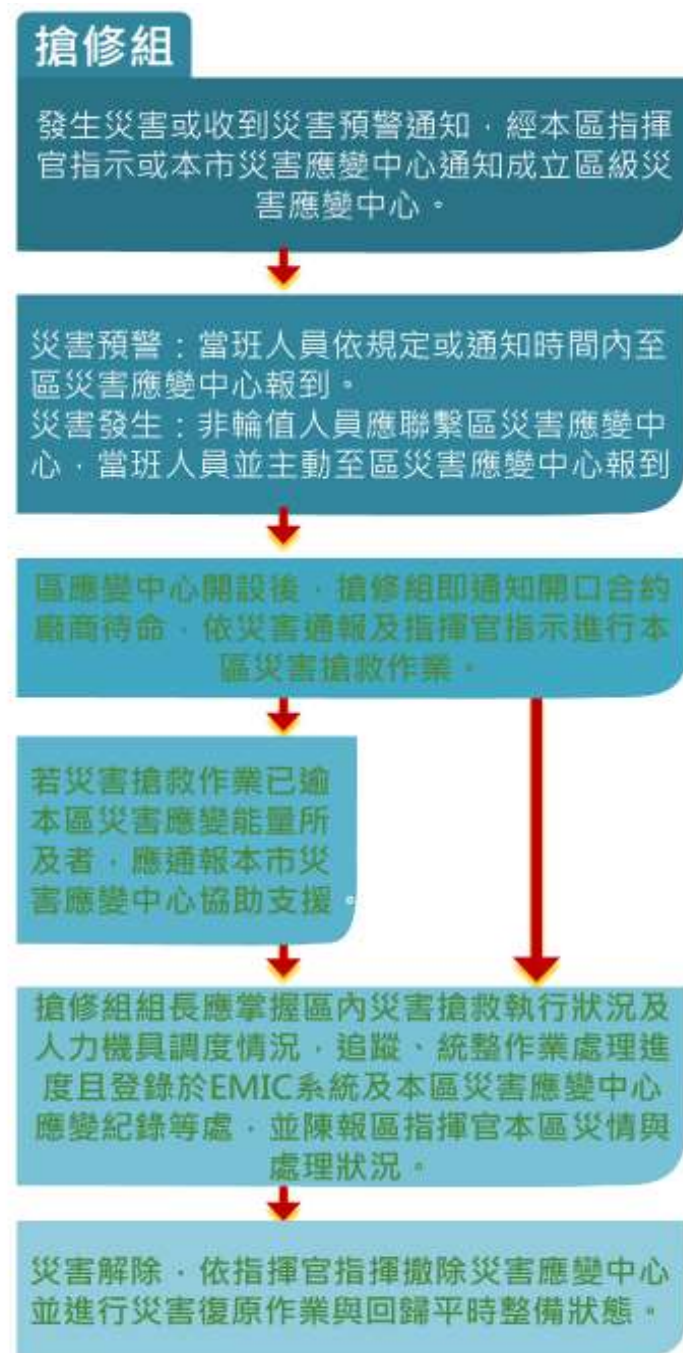 搶修組
發生災害或收到災害預警通知，經本區指揮
官指示或本市災害應變中心通知成立區級災
害應變中心。
災害預警：當班人員依規定或通知時間內至
區災害應變中心報到。
災害發生：非輪值人員應聯繫區災害應變中
心，當班人員並主動至區災害應變中心報到
區應變中心開設後，搶修組即通知開口合約
廠商待命，依災害通報及指揮官指示進行本
區災害搶救作業。
若災害搶救作業已逾
本區災害應變能量所
及者，應通報本市災
害應變中心協助支援。
搶修組組長應掌握區內災害搶救執行狀況及
人力機具調度情況，追蹤、統整作業處理進
度且登錄於EMIC系統及本區災害應變中心
應變紀錄等處，並陳報區指揮官本區災情與
處理狀況。
災害解除，依指揮官指揮撤除災害應變中心
並進行災害復原作業與回歸平時整備狀態。